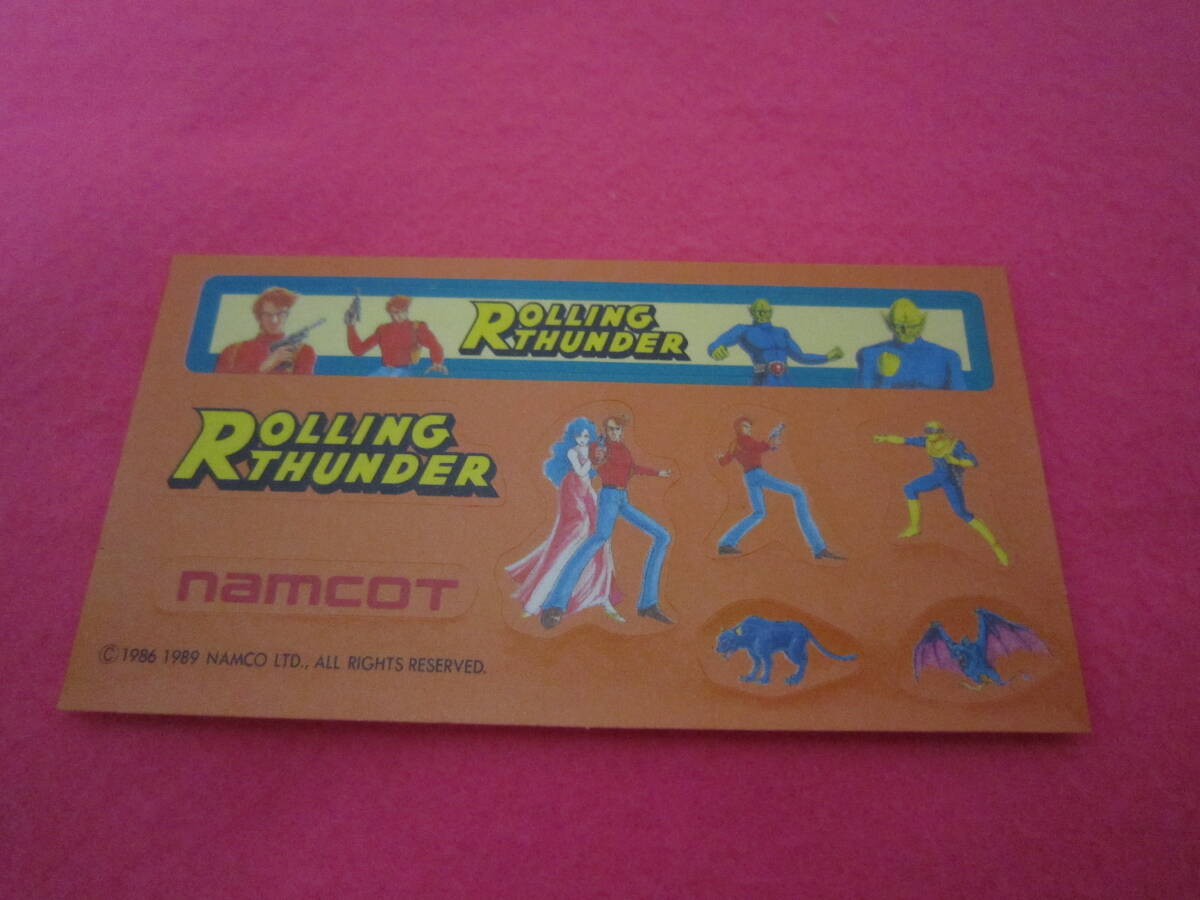 ROLLING
THUNDER
ROLLING
THUNDER
namcot
© 1986 1989 NAMCO LTD., ALL RIGHTS RESERVED.